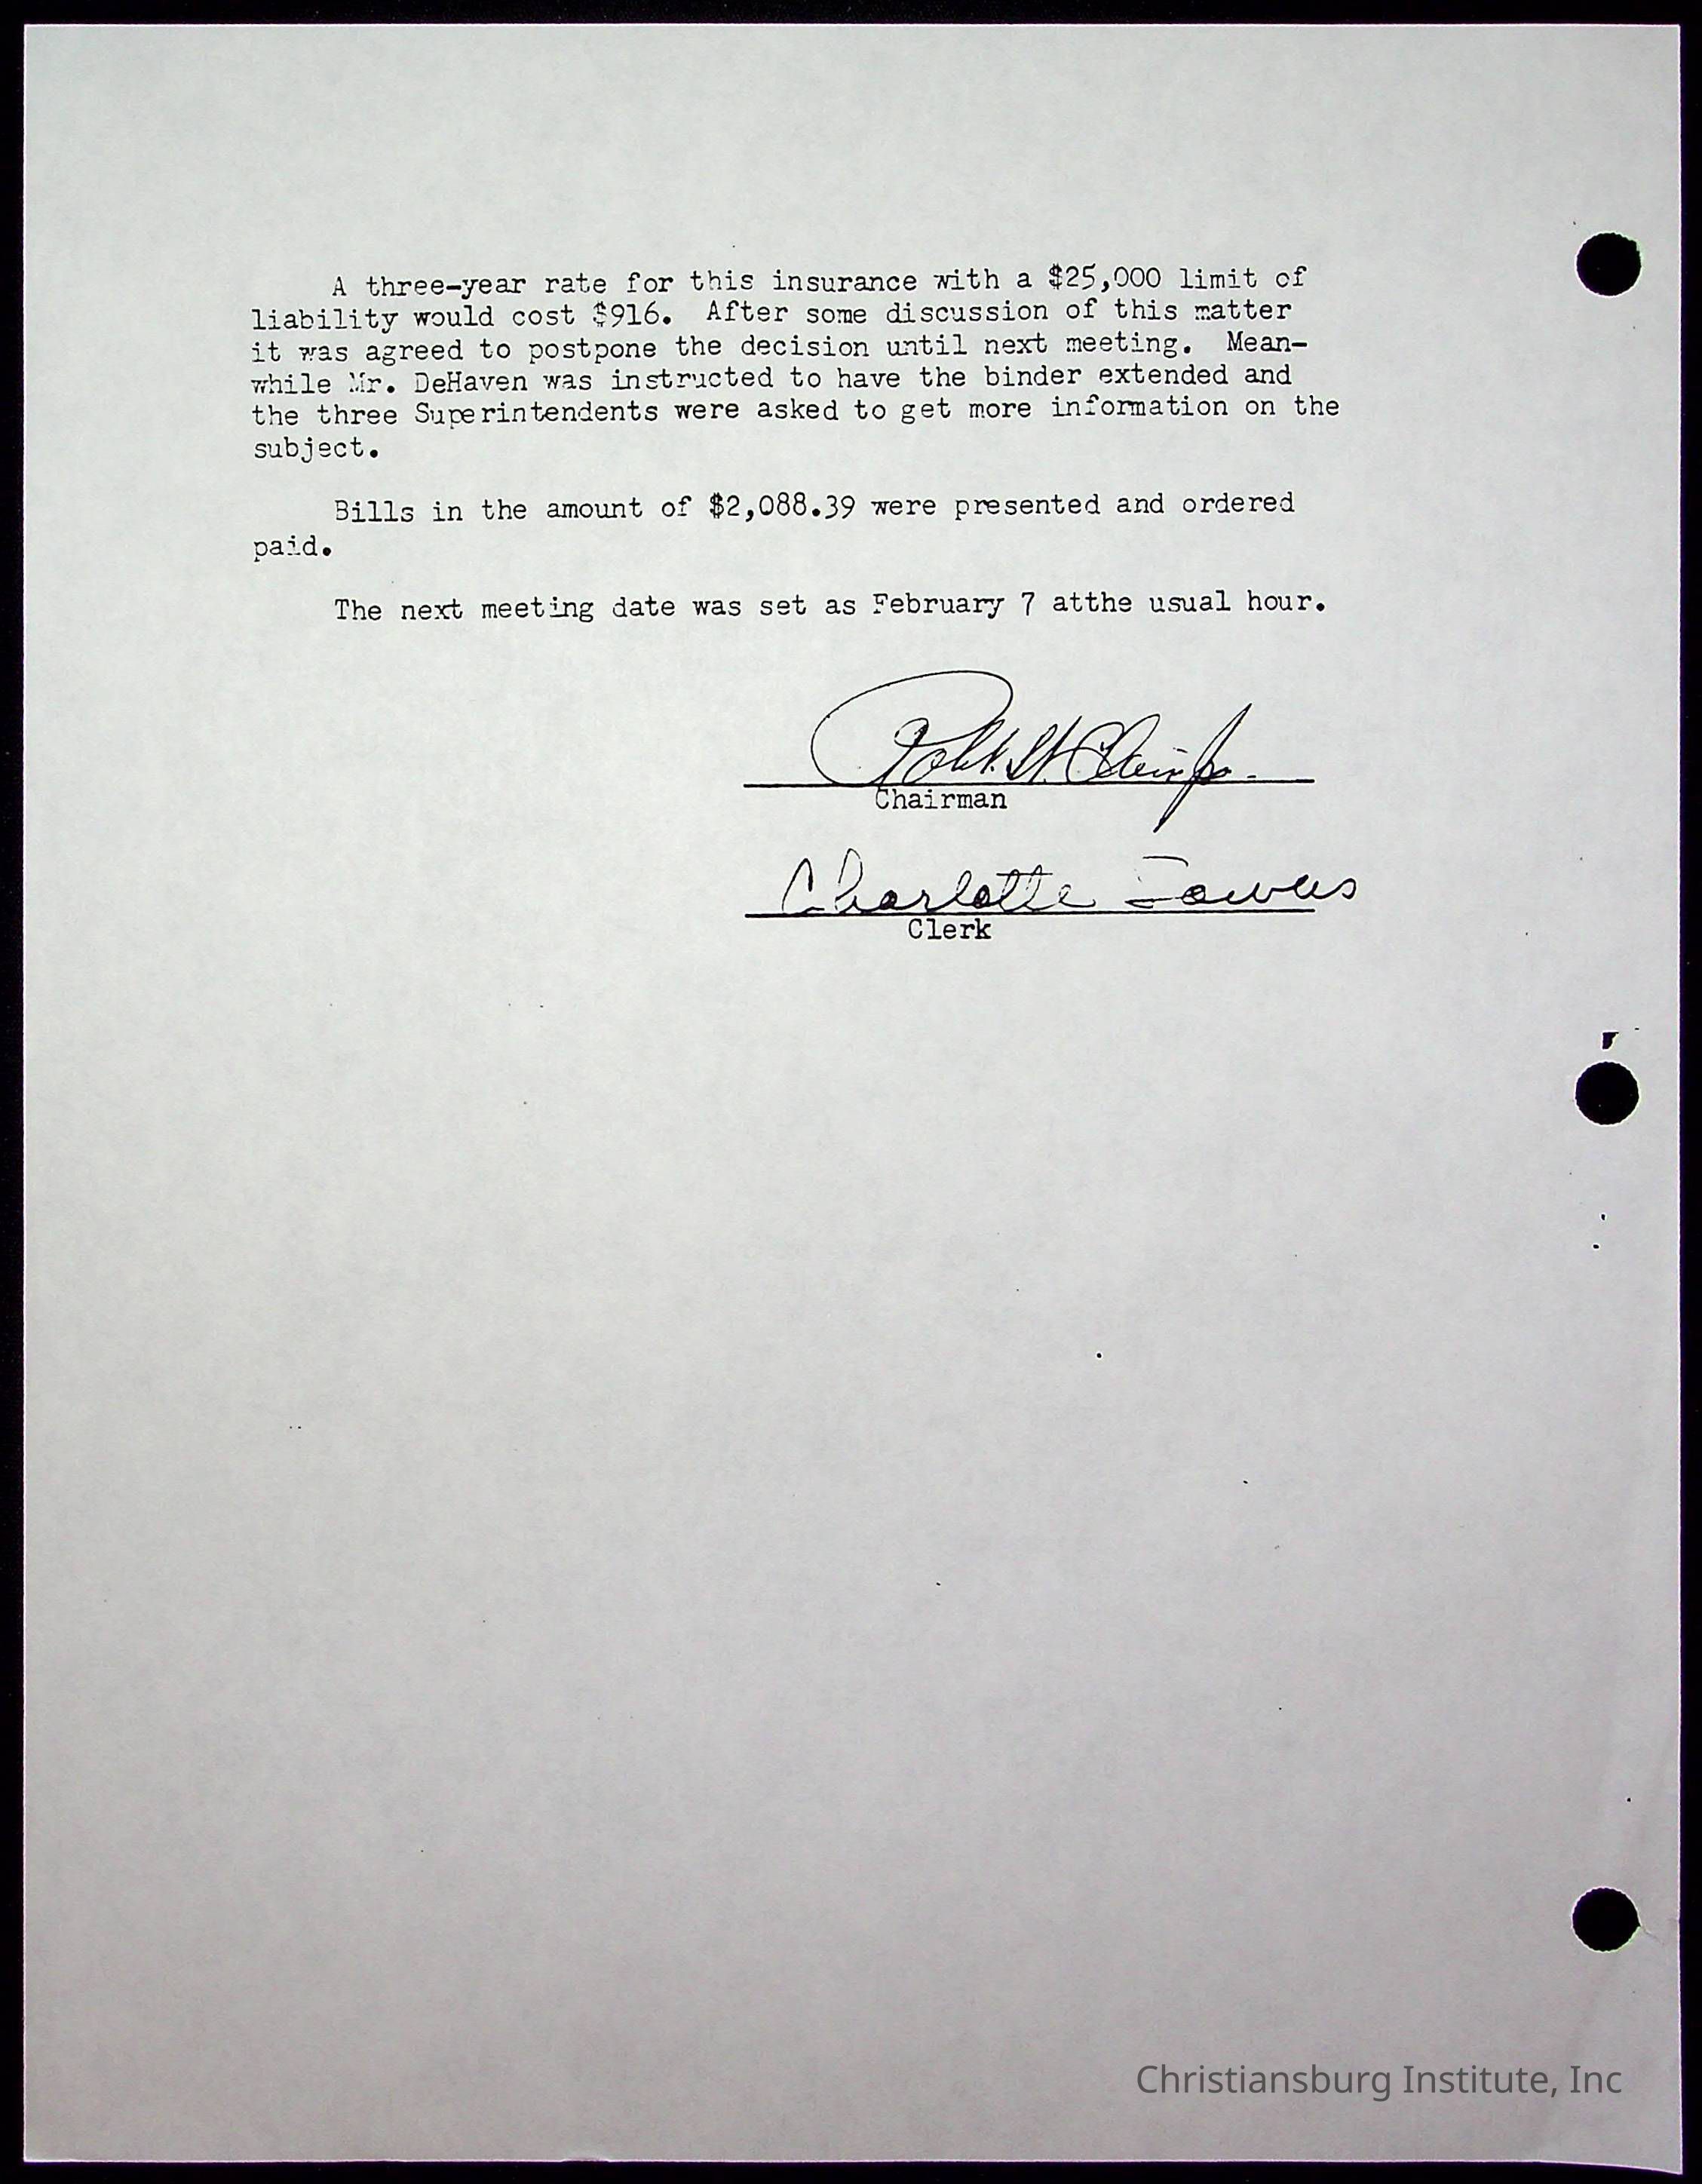 A three-year rate for this insurance with a $25,000 limit of
liability would cost $916. After some discussion of this matter
it was agreed to postpone the decision until next meeting. Mean-
while Mr. DeHaven was instructed to have the binder extended and
the three Superintendents were asked to get more information on the
subject.
Bills in the amount of $2,088.39 were presented and ordered
paid.
The next meeting date was set as February 7 atthe usual hour.
Chairman
Charlotte
Clerk
Christiansburg Institute, Inc